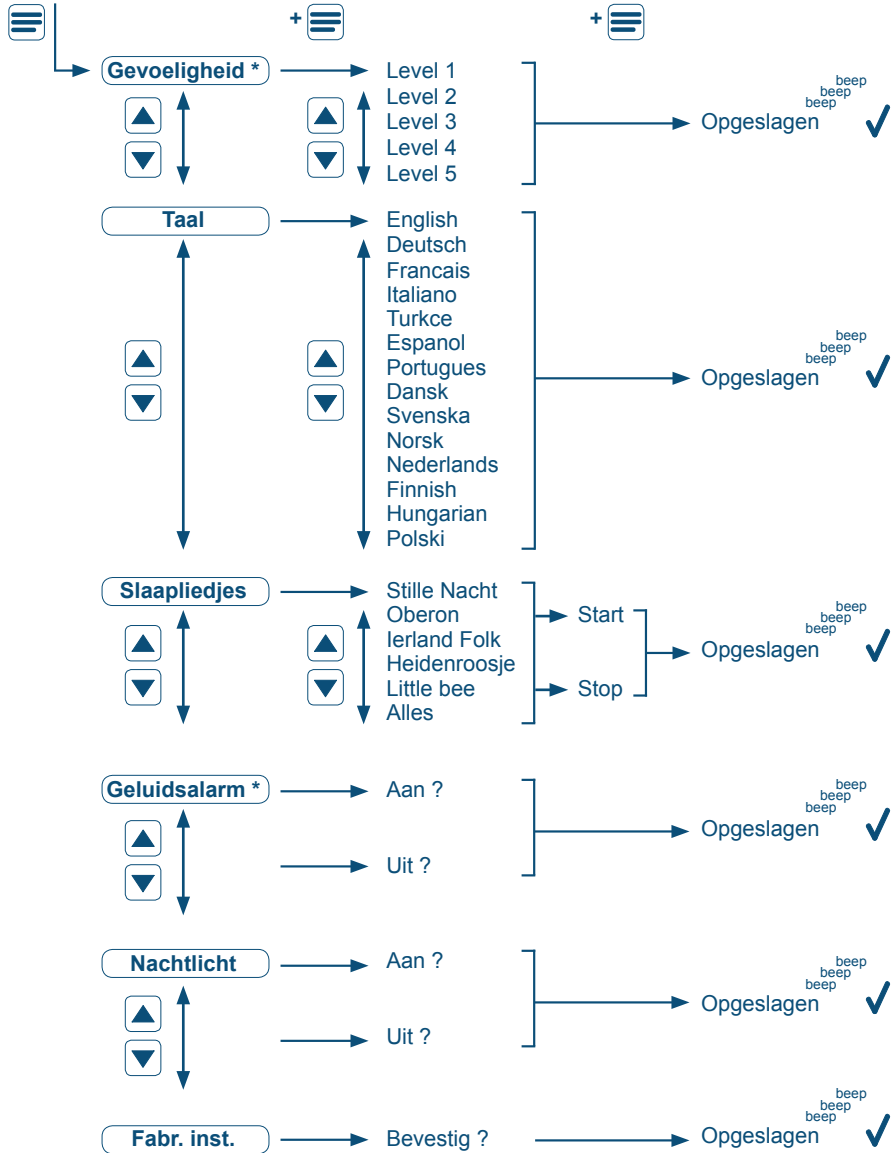 + +
Gevoeligheid * Level 1
Level 2
Level 3
Level 4
Level 5
beep
beep
beep
Opgeslagen
Taal English
Deutsch
Francais
Italiano
Turkce
Espanol
Portugues
Dansk
Svenska
Norsk
Nederlands
Finnish
Hungarian
Polski
beep
beep
beep
Opgeslagen
Slaapliedjes Stille Nacht
Oberon
Ierland Folk
Heidenroosje
Little bee
Alles
Start
Stop
beep
beep
beep
Opgeslagen
Geluidsalarm * Aan ?
Uit ?
beep
beep
beep
Opgeslagen
Nachtlicht Aan ?
Uit ?
beep
beep
beep
Opgeslagen
Fabr. inst. Bevestig ?
beep
beep
beep
Opgeslagen